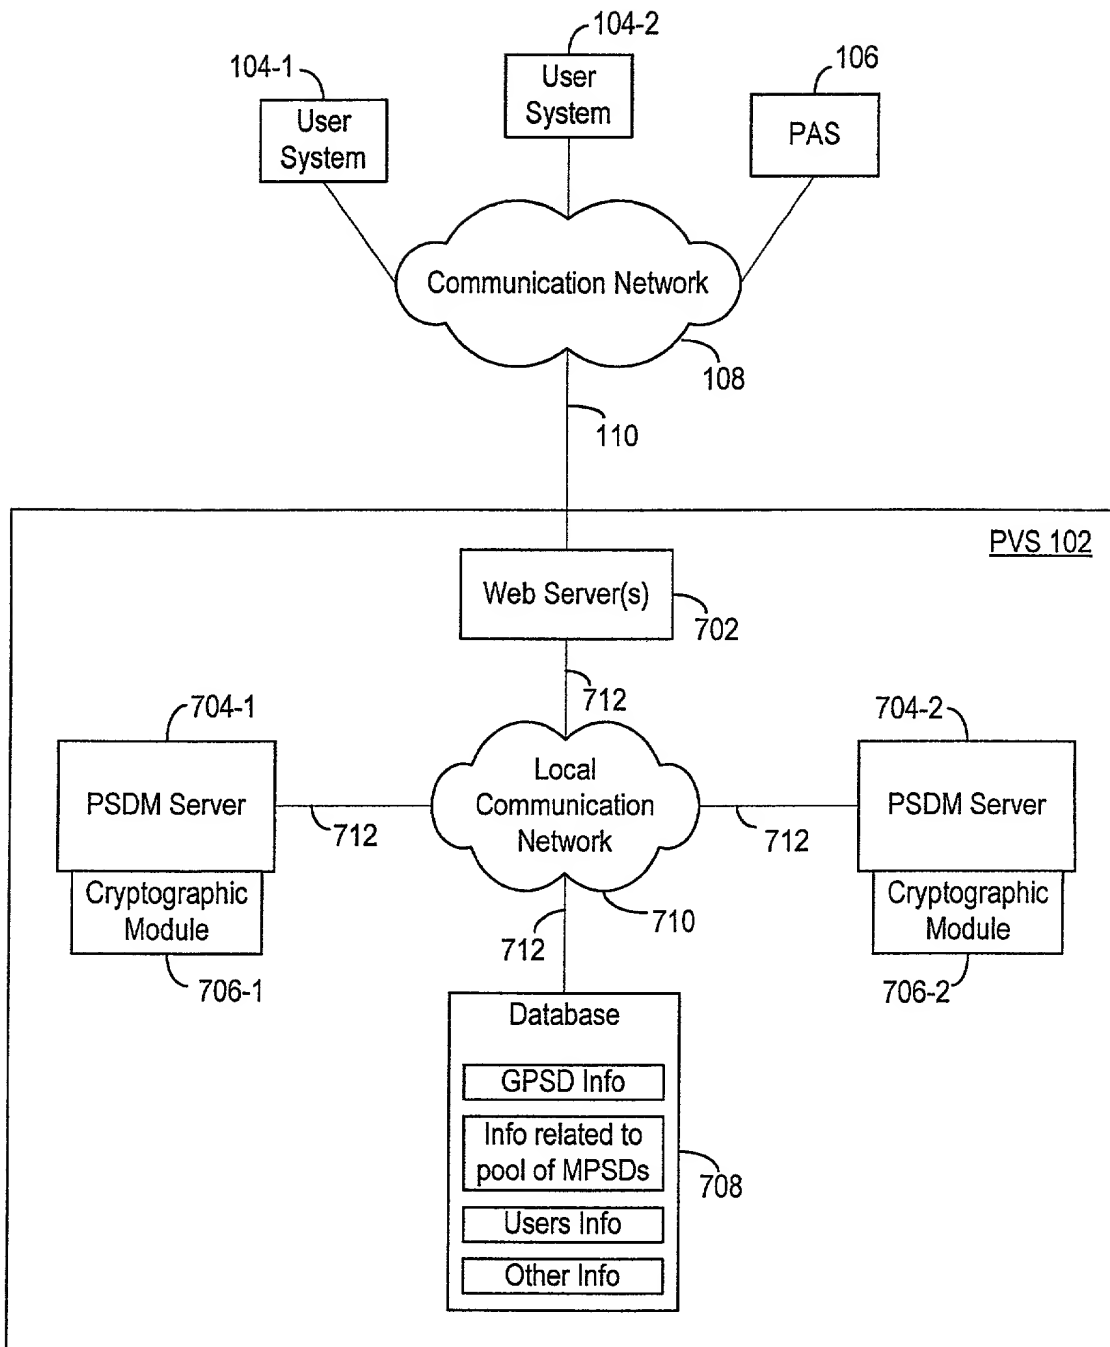 104-2
104-1
106
User
System
User
System
PAS
Communication Network
108
110
PVS 102
Web Server(s)
702
712
704-1
704-2
Local
Communication
Network
PSDM Server
PSDM Server
712
712
Cryptographic
Module
Cryptographic
Module
710
712
706-1
706-2
Database
GPSD Info
Info related to
pool of MPSDs
708
Users Info
Other Info